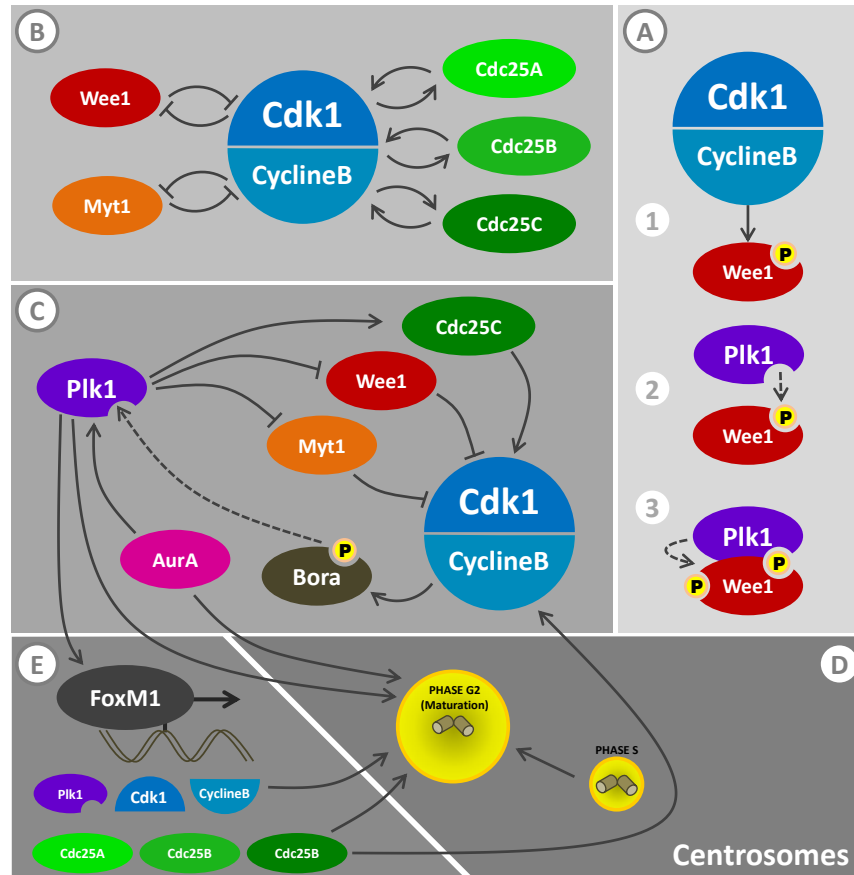 B
Wee1
Myt1
Cdk1
CyclineB
Cdc25A
Cdc25B
Cdc25C
A
Cdk1
CyclineB
1
P
Wee1
Plk1
2
P
Wee1
3
Plk1
P
P
Wee1
C
Plk1
Cdc25C
Wee1
Myt1
Cdk1
CyclineB
AurA
P
Bora
E
FoxM1
Plk1
Cdk1
CyclineB
Cdc25A
Cdc25B
Cdc25B
D
PHASE G2
(Maturation)
PHASE S
Centrosomes